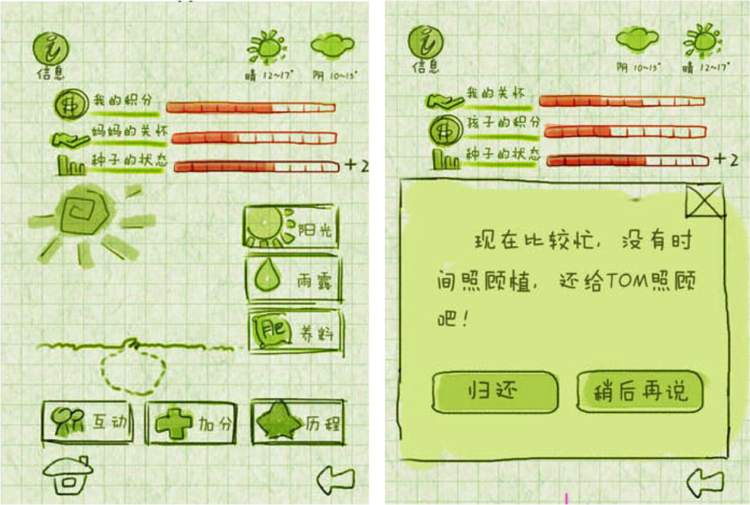 信息
晴 12~17°
阴 10~15°
我的积分
妈妈的关怀
种子的状态
+2
阳光
雨露
肥
养料
互动
加分
历程
信息
阴 10~15°
晴 12~17°
我的关怀
孩子的积分
种子的状态
+2
现在比较忙，没有时
间照顾植，还给TOM照顾
吧！
归还
稍后再说